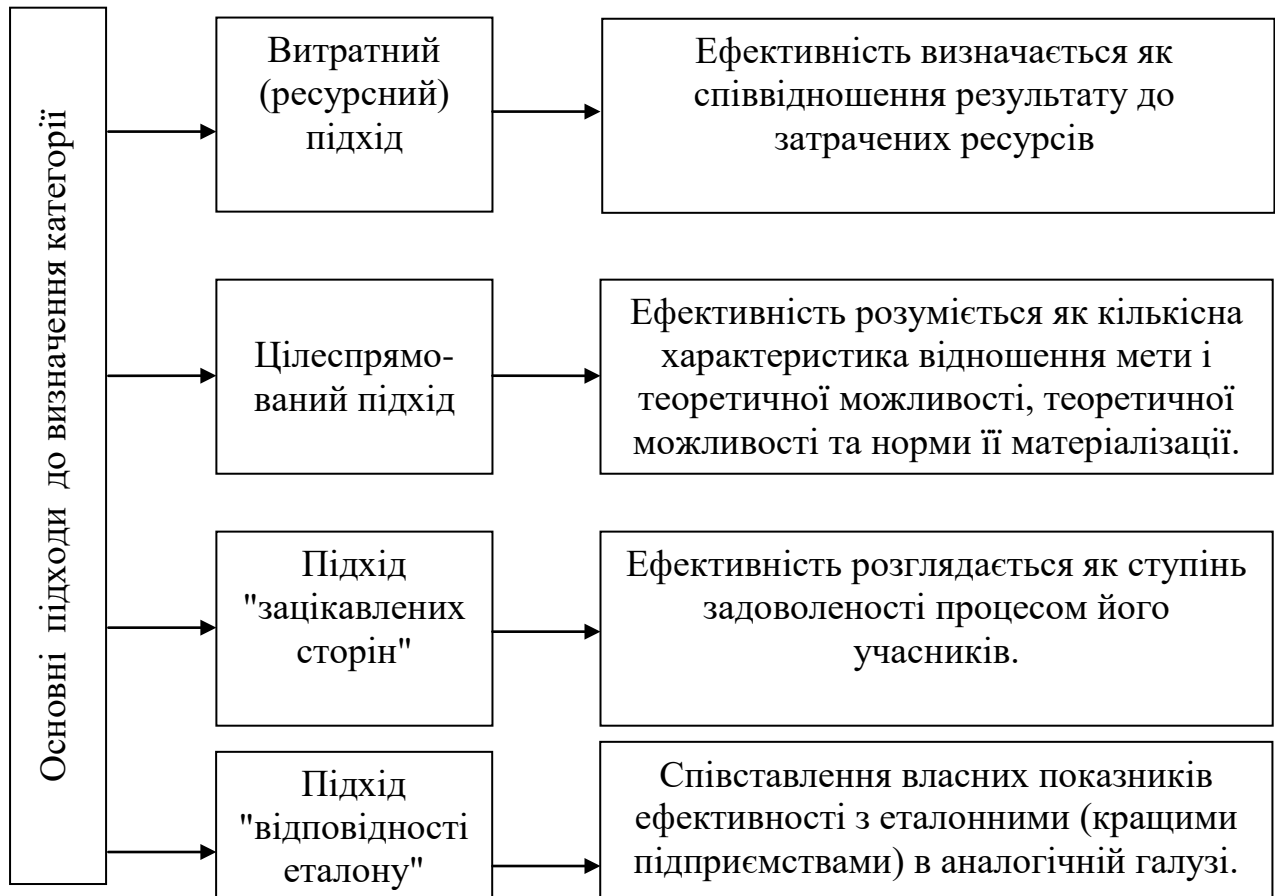 Основні підходи до визначення категорії
Витратний
(ресурсний)
підхід
Ефективність визначається як
співвідношення результату до
затрачених ресурсів
Цілеспрямо-
ваний підхід
Ефективність розуміється як кількісна
характеристика відношення мети і
теоретичної можливості, теоретичної
можливості та норми її матеріалізації.
Підхід
"зацікавлених
сторін"
Ефективність розглядається як ступінь
задоволеності процесом його
учасників.
Підхід
"відповідності
еталону"
Співставлення власних показників
ефективності з еталонними (кращими
підприємствами) в аналогічній галузі.